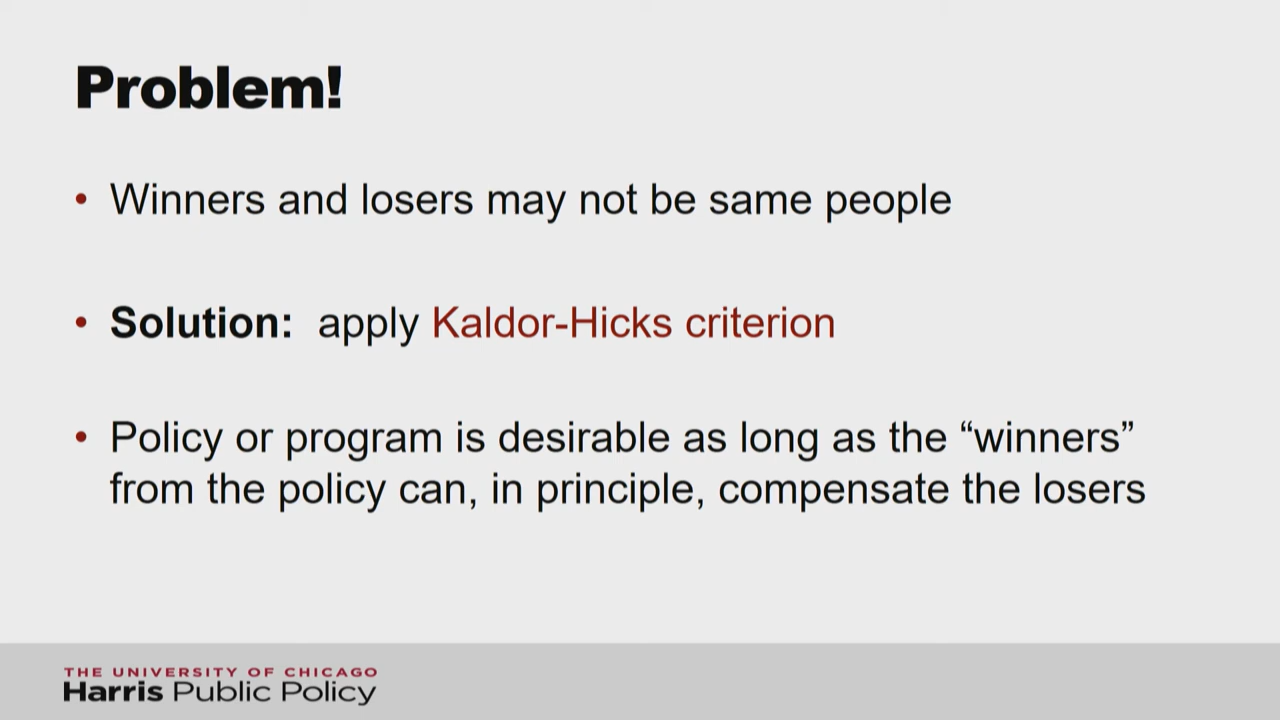 Problem!
• Winners and losers may not be same people
• Solution: apply Kaldor-Hicks criterion
• Policy or program is desirable as long as the “winners”
from the policy can, in principle, compensate the losers
THE UNIVERSITY OF CHICAGO
Harris Public Policy